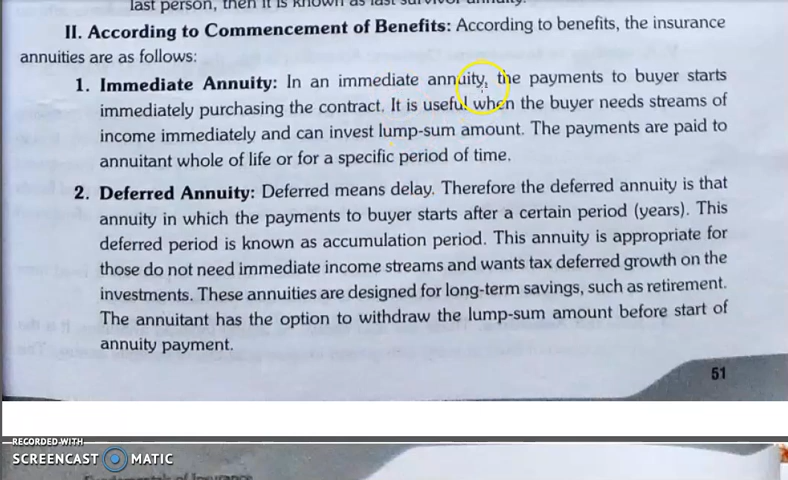 last person, then it is known as last survivor annuity.
II. According to Commencement of Benefits: According to benefits, the insurance
annuities are as follows:
1. Immediate Annuity: In an immediate annuity, the payments to buyer starts
immediately purchasing the contract. It is useful when the buyer needs streams of
income immediately and can invest lump-sum amount. The payments are paid to
annuitant whole of life or for a specific period of time.
2. Deferred Annuity: Deferred means delay. Therefore the deferred annuity is that
annuity in which the payments to buyer starts after a certain period (years). This
deferred period is known as accumulation period. This annuity is appropriate for
those do not need immediate income streams and wants tax deferred growth on the
investments. These annuities are designed for long-term savings, such as retirement.
The annuitant has the option to withdraw the lump-sum amount before start of
annuity payment.
51
RECORDED WITH
SCREENCAST MATIC
Fundamentals of Insurance